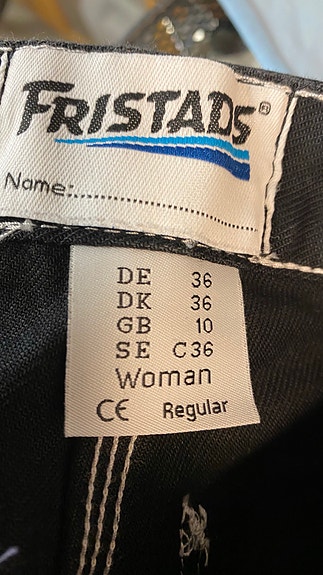 FRISTADS®
Name:............................
DE 36
DK 36
GB 10
SE C36
Woman
CE Regular